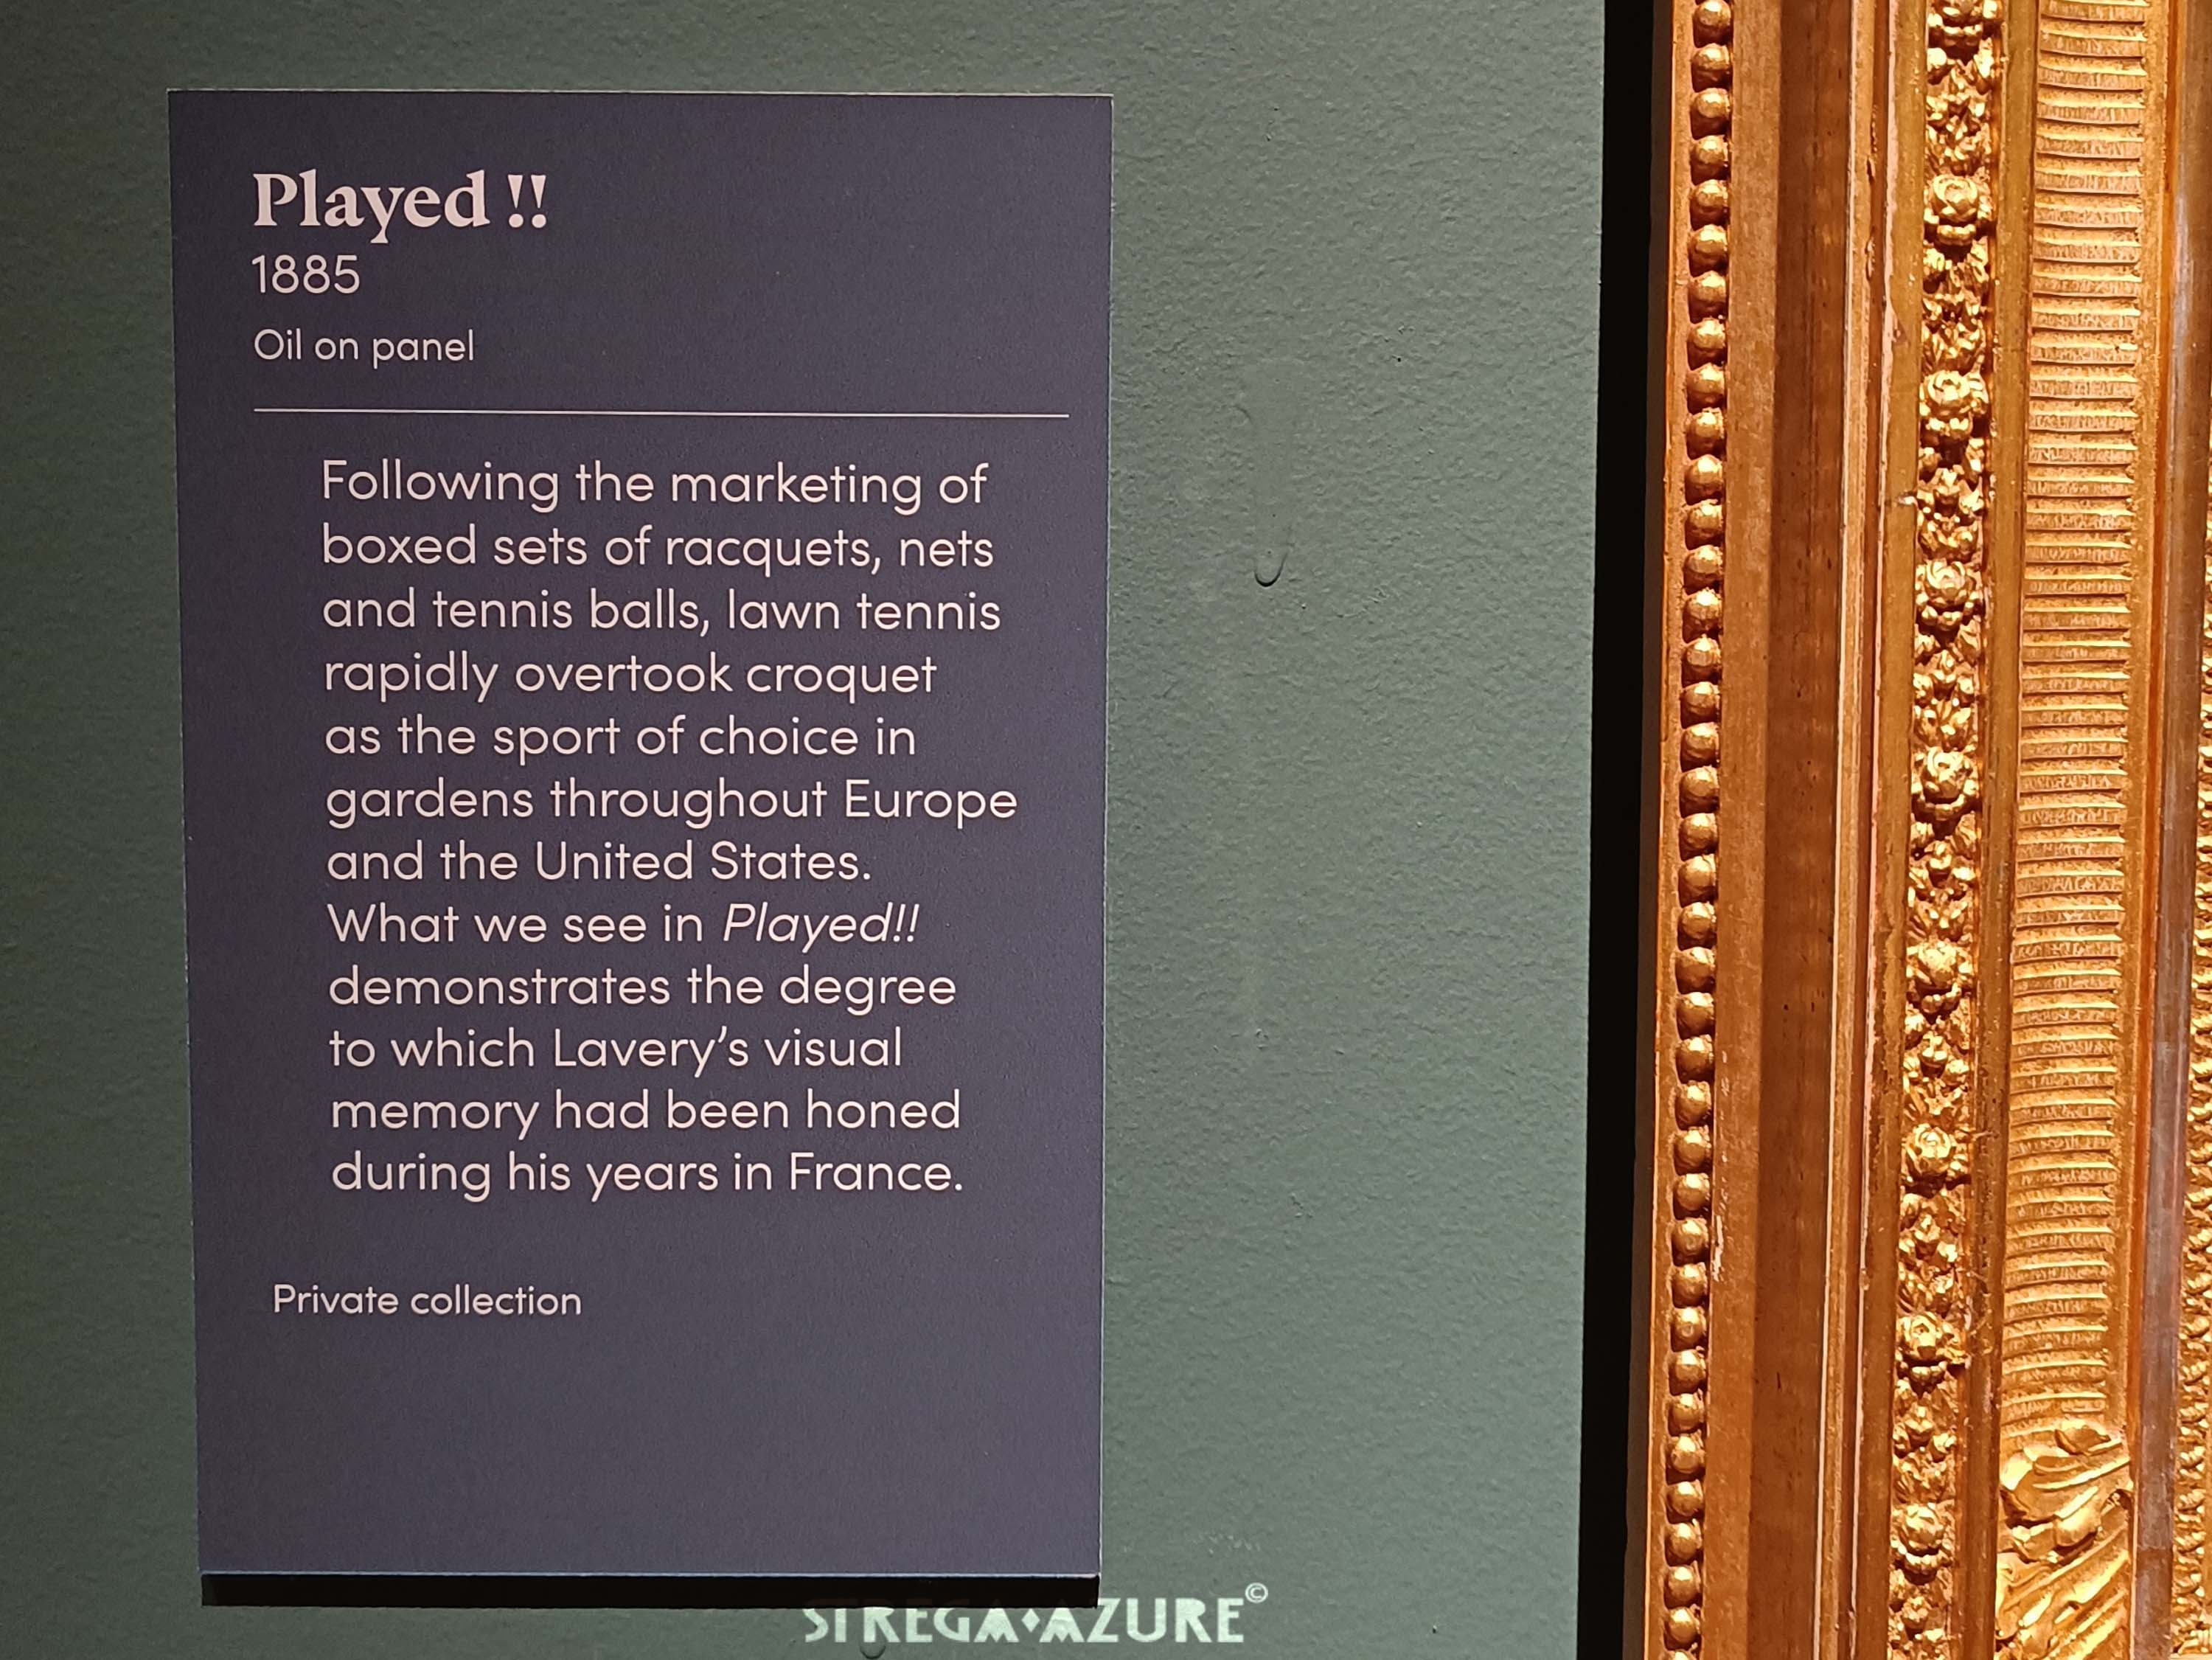 Played !!
1885
Oil on panel
Following the marketing of
boxed sets of racquets, nets
and tennis balls, lawn tennis
rapidly overtook croquet
as the sport of choice in
gardens throughout Europe
and the United States.
What we see in Played!!
demonstrates the degree
to which Lavery’s visual
memory had been honed
during his years in France.
Private collection
STREGA♦AZURE©